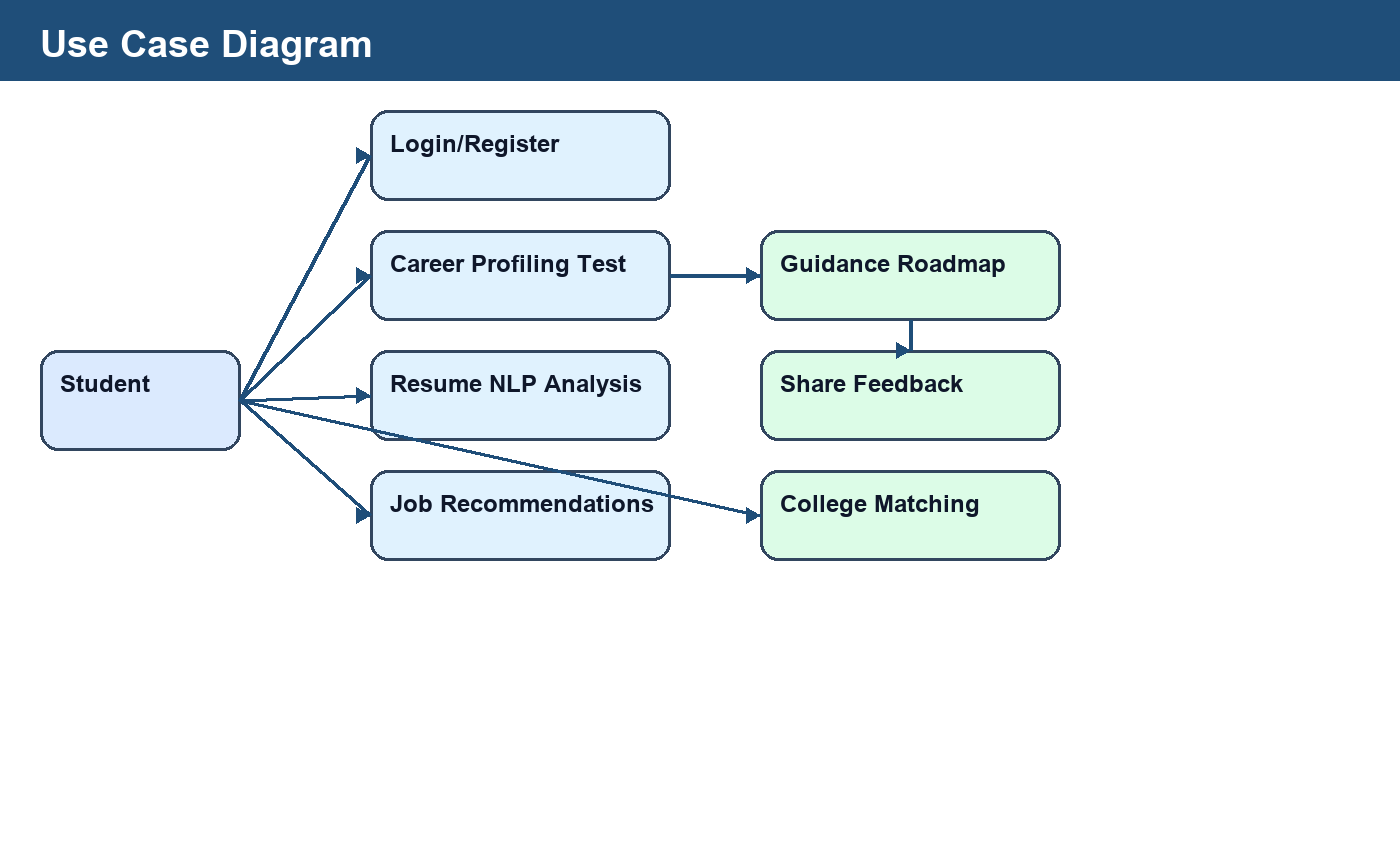 Use Case Diagram
Login/Register
Career Profiling Test
Guidance Roadmap
Student
Resume NLP Analysis
Share Feedback
Job Recommendations
College Matching